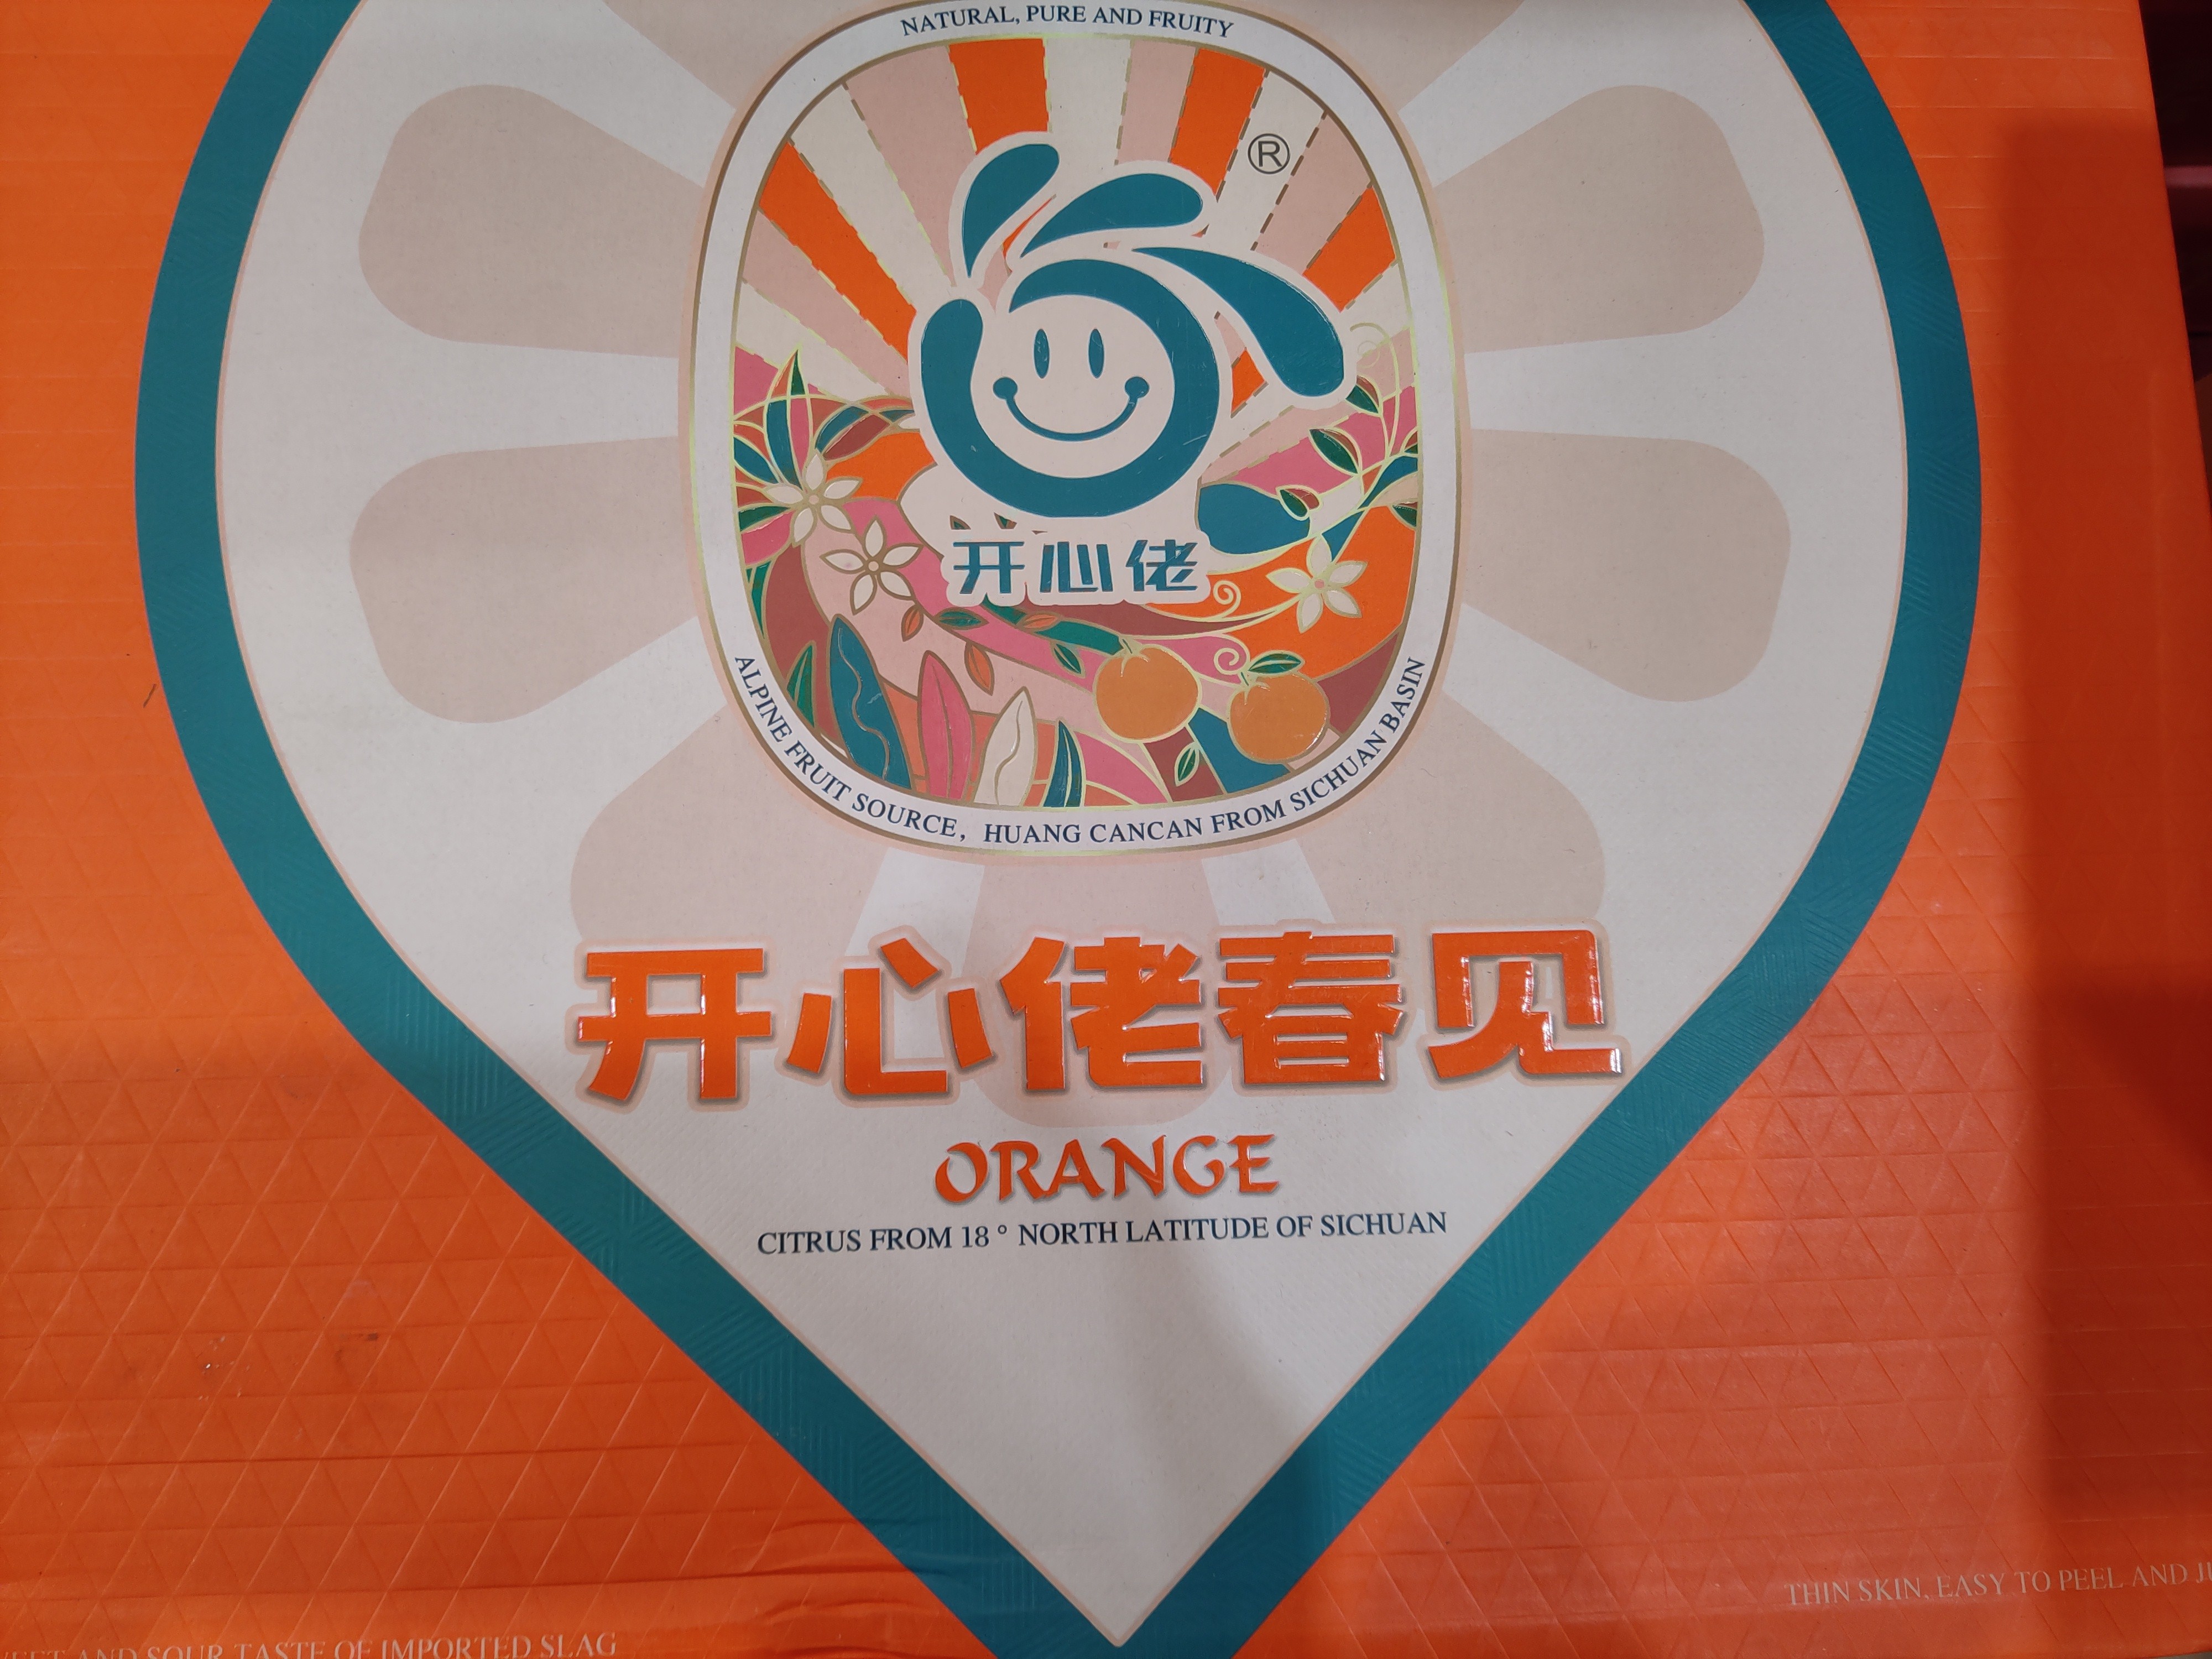 NATURAL, PURE AND FRUITY
®
开心佬
ALPINE FRUIT SOURCE, HUANG CANCAN FROM SICHUAN BASIN
开心佬春见
ORANGE
CITRUS FROM 18° NORTH LATITUDE OF SICHUAN
THIN SKIN, EASY TO PEEL AND
AND SOUR TASTE OF IMPORTED SLAG